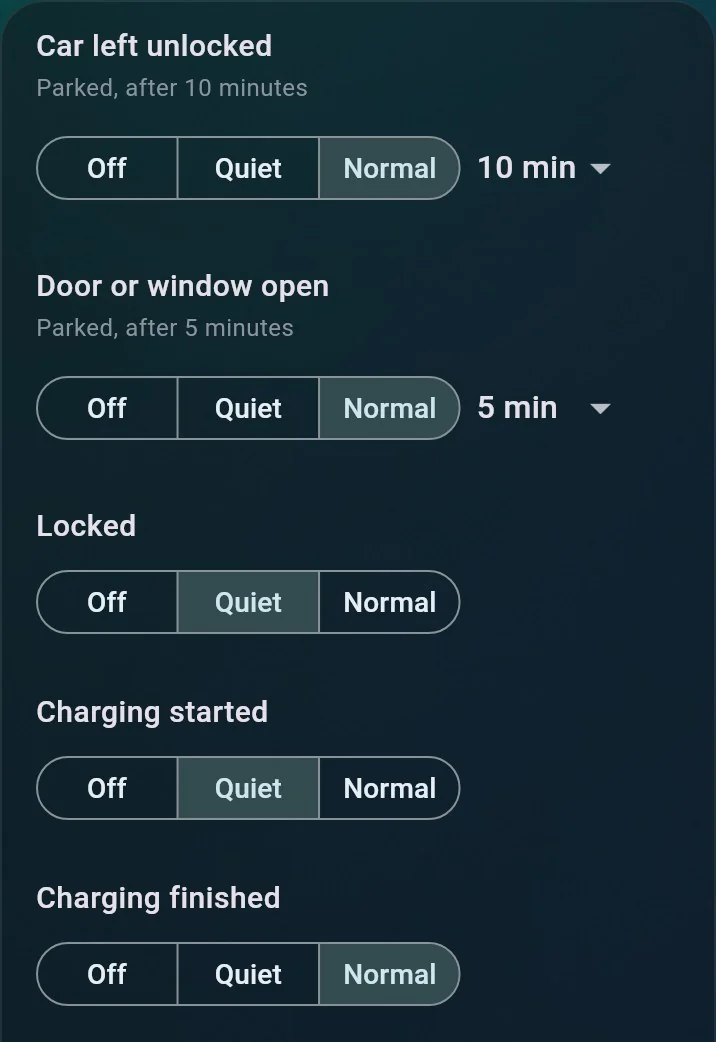 Car left unlocked
Parked, after 10 minutes
Off Quiet Normal 10 min
Door or window open
Parked, after 5 minutes
Off Quiet Normal 5 min
Locked
Off Quiet Normal
Charging started
Off Quiet Normal
Charging finished
Off Quiet Normal